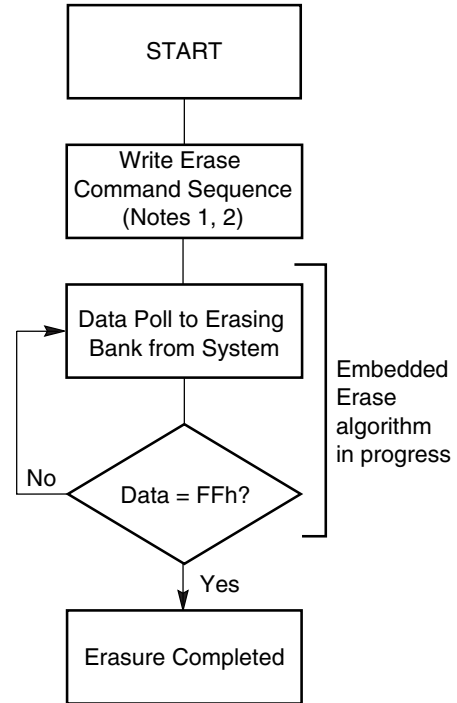 START
Write Erase
Command Sequence
(Notes 1, 2)
Data Poll to Erasing
Bank from System
Embedded
Erase
algorithm
in progress
No
Data = FFh?
Yes
Erasure Completed